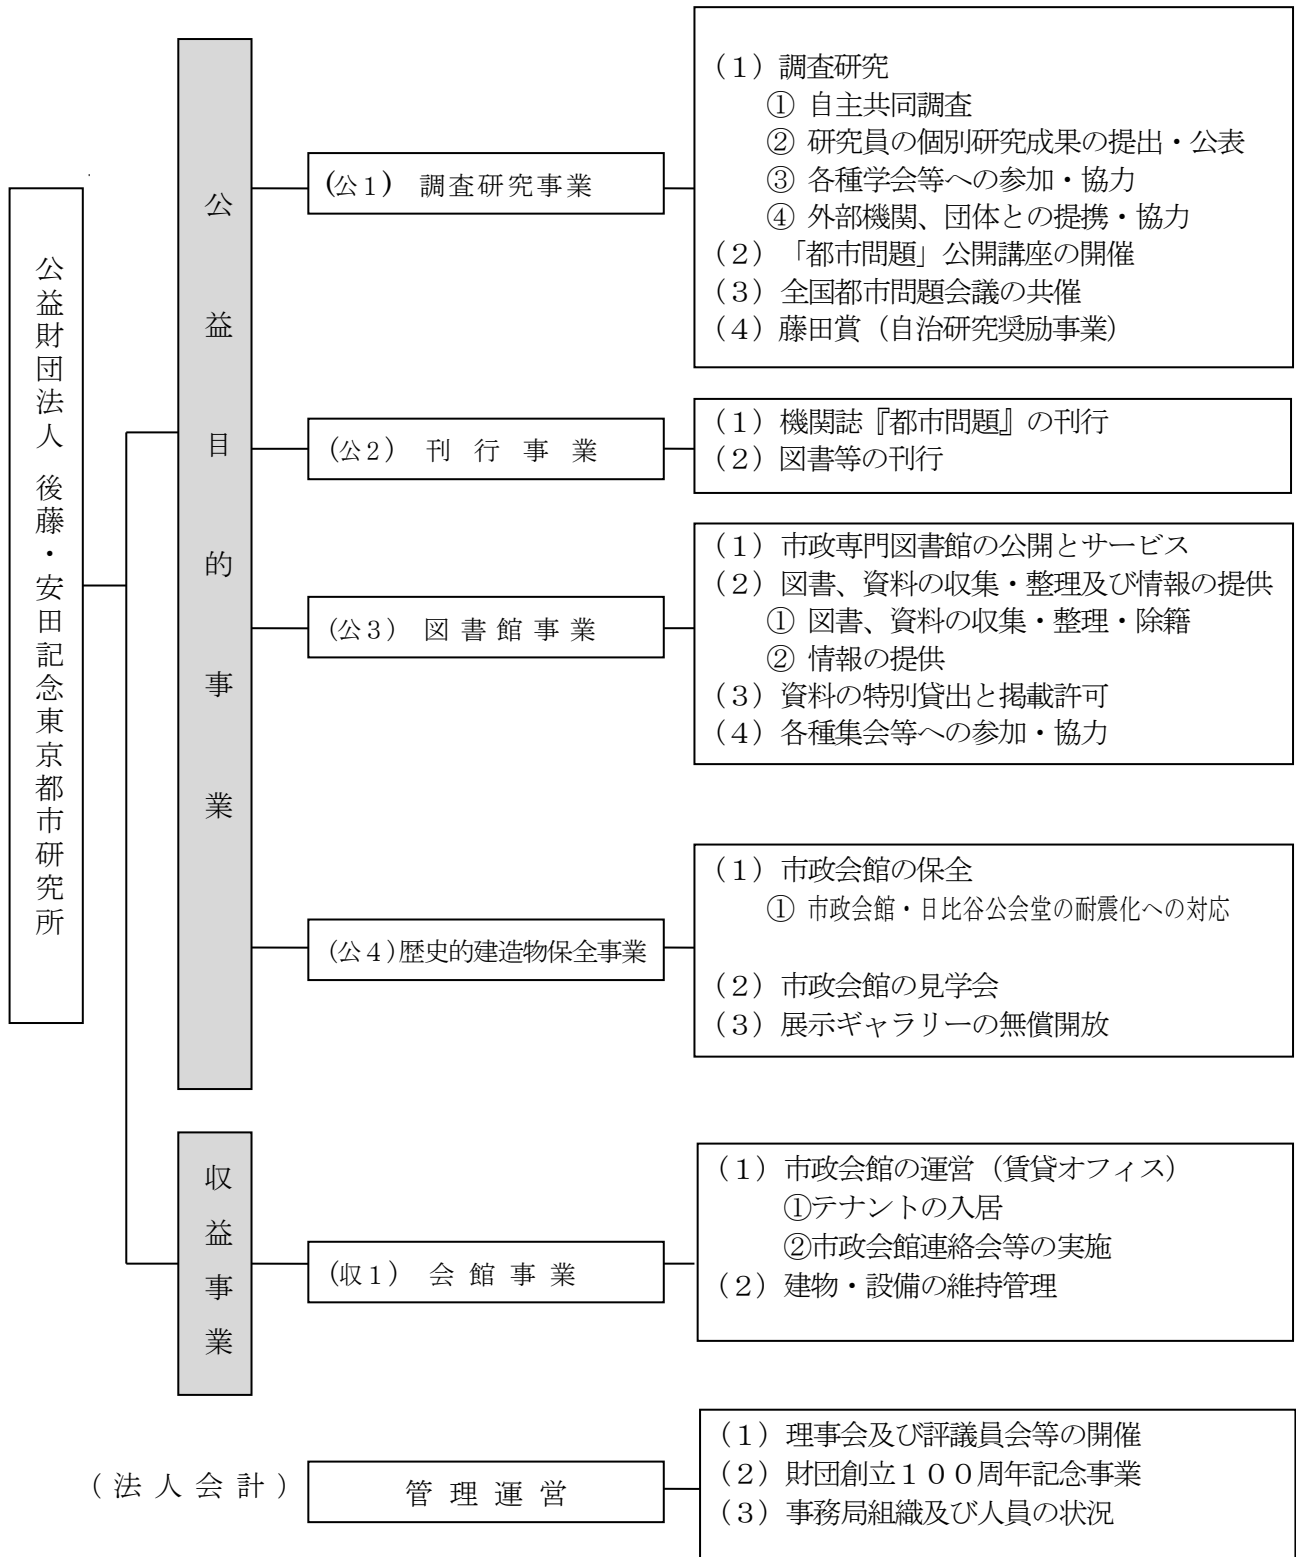 公益財団法人 後藤・安田記念東京都市研究所
公益目的事業
(公1) 調査研究事業
(1) 調査研究
① 自主共同調査
② 研究員の個別研究成果の提出・公表
③ 各種学会等への参加・協力
④ 外部機関、団体との提携・協力
(2) 「都市問題」公開講座の開催
(3) 全国都市問題会議の共催
(4) 藤田賞(自治研究奨励事業)
(公2) 刊行事業
(1) 機関誌『都市問題』の刊行
(2) 図書等の刊行
(公3) 図書館事業
(1) 市政専門図書館の公開とサービス
(2) 図書、資料の収集・整理及び情報の提供
① 図書、資料の収集・整理・除籍
② 情報の提供
(3) 資料の特別貸出と掲載許可
(4) 各種集会等への参加・協力
(公4)歴史的建造物保全事業
(1) 市政会館の保全
① 市政会館・日比谷公会堂の耐震化への対応
(2) 市政会館の見学会
(3) 展示ギャラリーの無償開放
収益事業
(収1) 会館事業
(1) 市政会館の運営(賃貸オフィス)
①テナントの入居
②市政会館連絡会等の実施
(2) 建物・設備の維持管理
(法人会計)
管理運営
(1) 理事会及び評議員会等の開催
(2) 財団創立100周年記念事業
(3) 事務局組織及び人員の状況